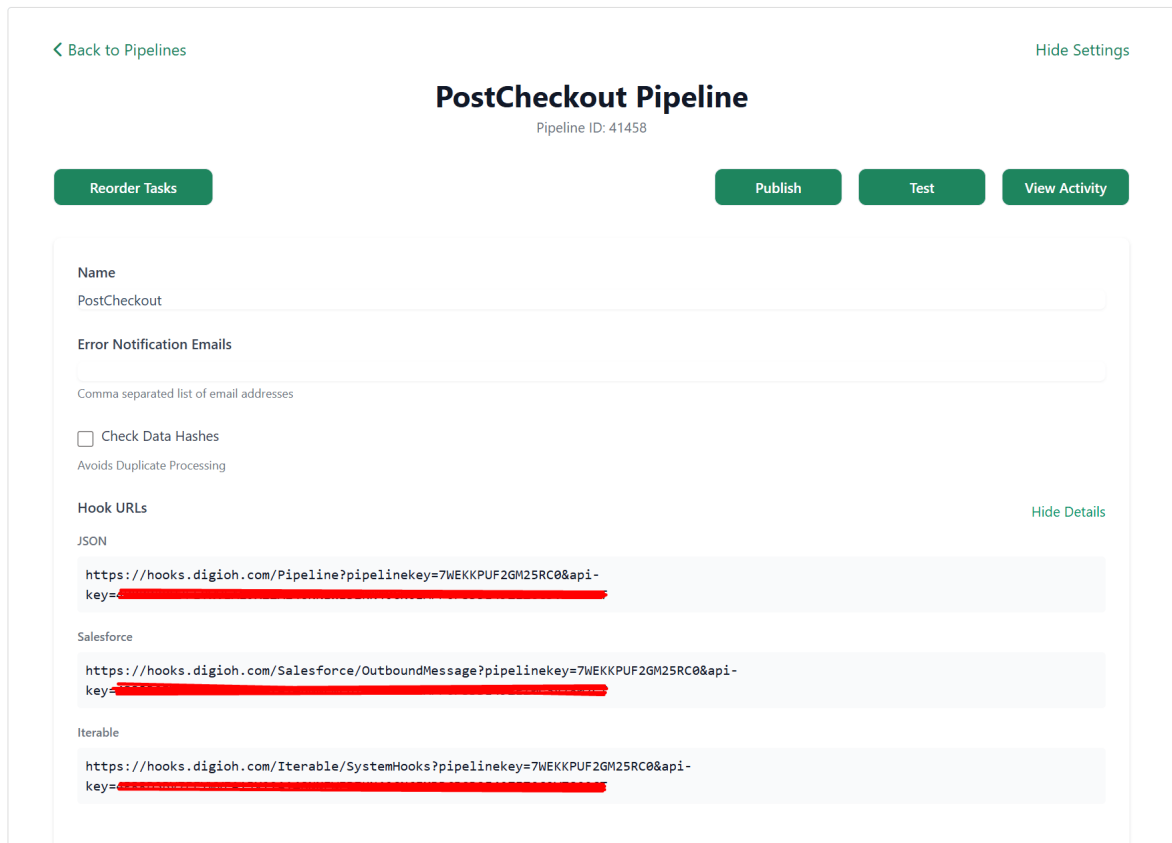 Back to Pipelines
Hide Settings
PostCheckout Pipeline
Pipeline ID: 41458
Reorder Tasks
Publish
Test
View Activity
Name
PostCheckout
Error Notification Emails
Comma separated list of email addresses
Check Data Hashes
Avoids Duplicate Processing
Hook URLs
Hide Details
JSON
https://hooks.digioh.com/Pipeline?pipelinekey=7WEKKPUF2GM25RC0&api-
key=
Salesforce
https://hooks.digioh.com/Salesforce/OutboundMessage?pipelinekey=7WEKKPUF2GM25RC0&api-
key=
Iterable
https://hooks.digioh.com/Iterable/SystemHooks?pipelinekey=7WEKKPUF2GM25RC0&api-
key=